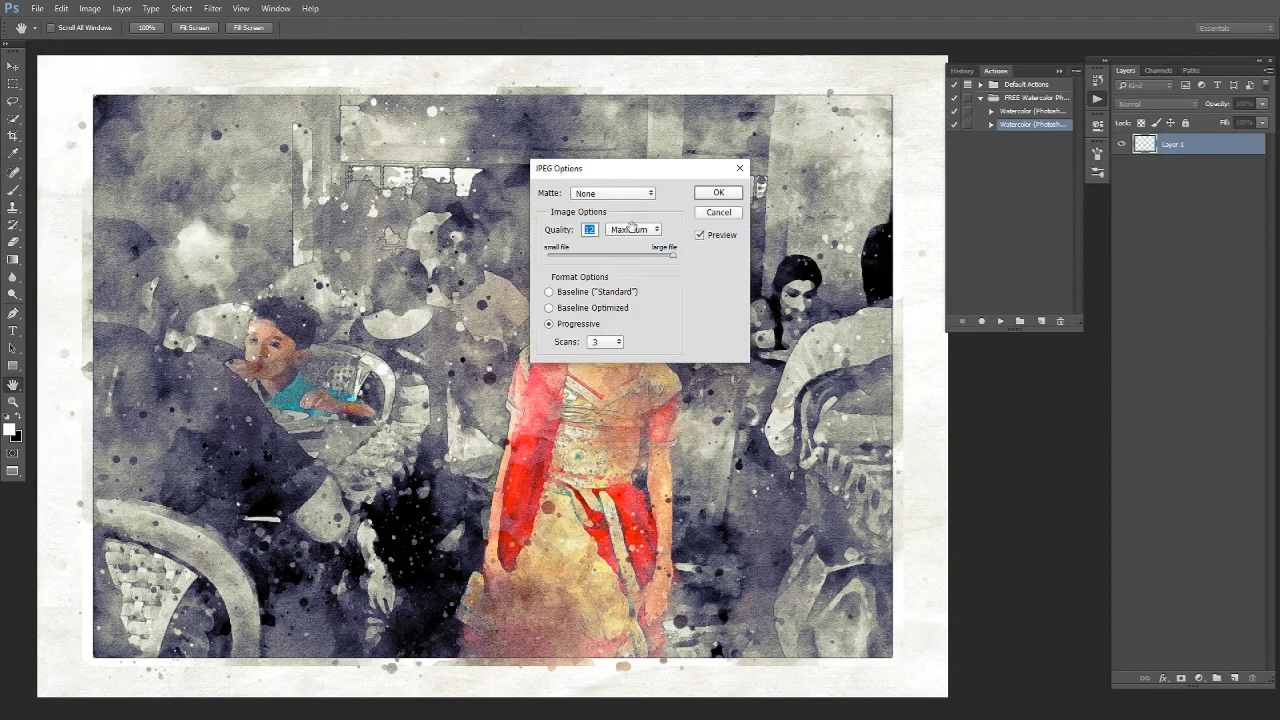 Ps File Edit Image Layer Type Select Filter View Window Help
Scroll All Windows 100% Fit Screen Fill Screen Essentials
History Actions
Default Actions
FREE Watercolor Ph...
Watercolor (Photosh...
Watercolor (Photosh...
Layers Channels Paths
Kind
Normal Opacity: 100%
Lock: Fill: 100%
Layer 1
JPEG Options
Matte: None OK
Image Options Cancel
Quality: 12 Maximum Preview
small file large file
Format Options
Baseline ("Standard")
Baseline Optimized
Progressive
Scans: 3